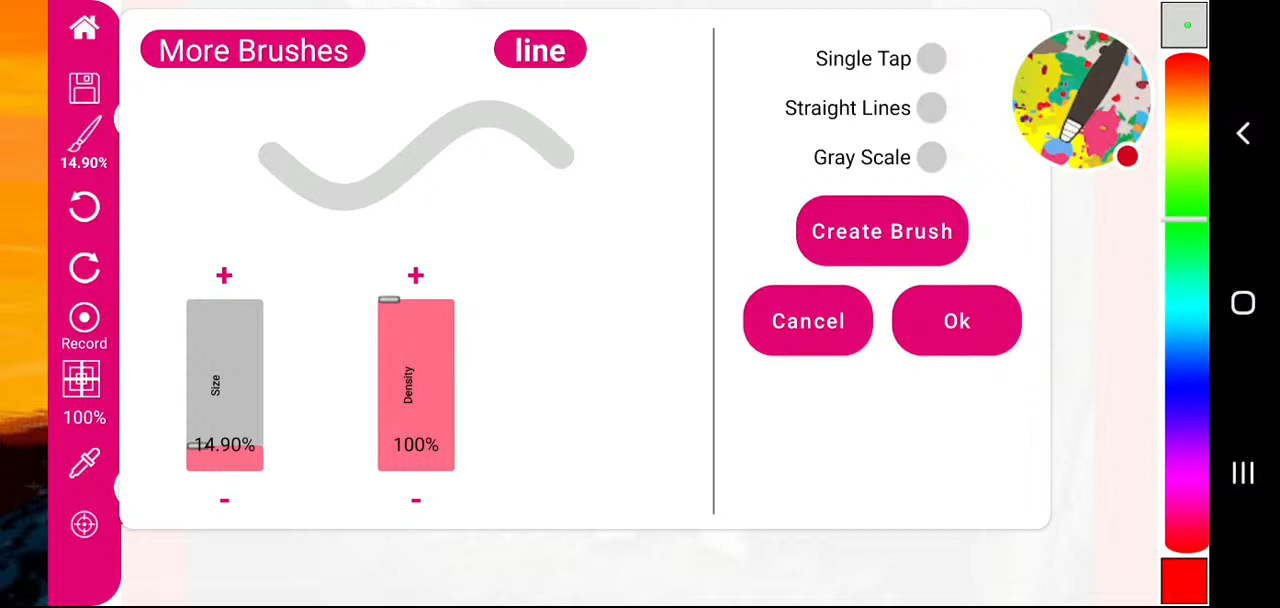 More Brushes
line
14.90%
Record
100%
+
+
Size
Density
14.90%
100%
-
-
Single Tap
Straight Lines
Gray Scale
Create Brush
Cancel
Ok